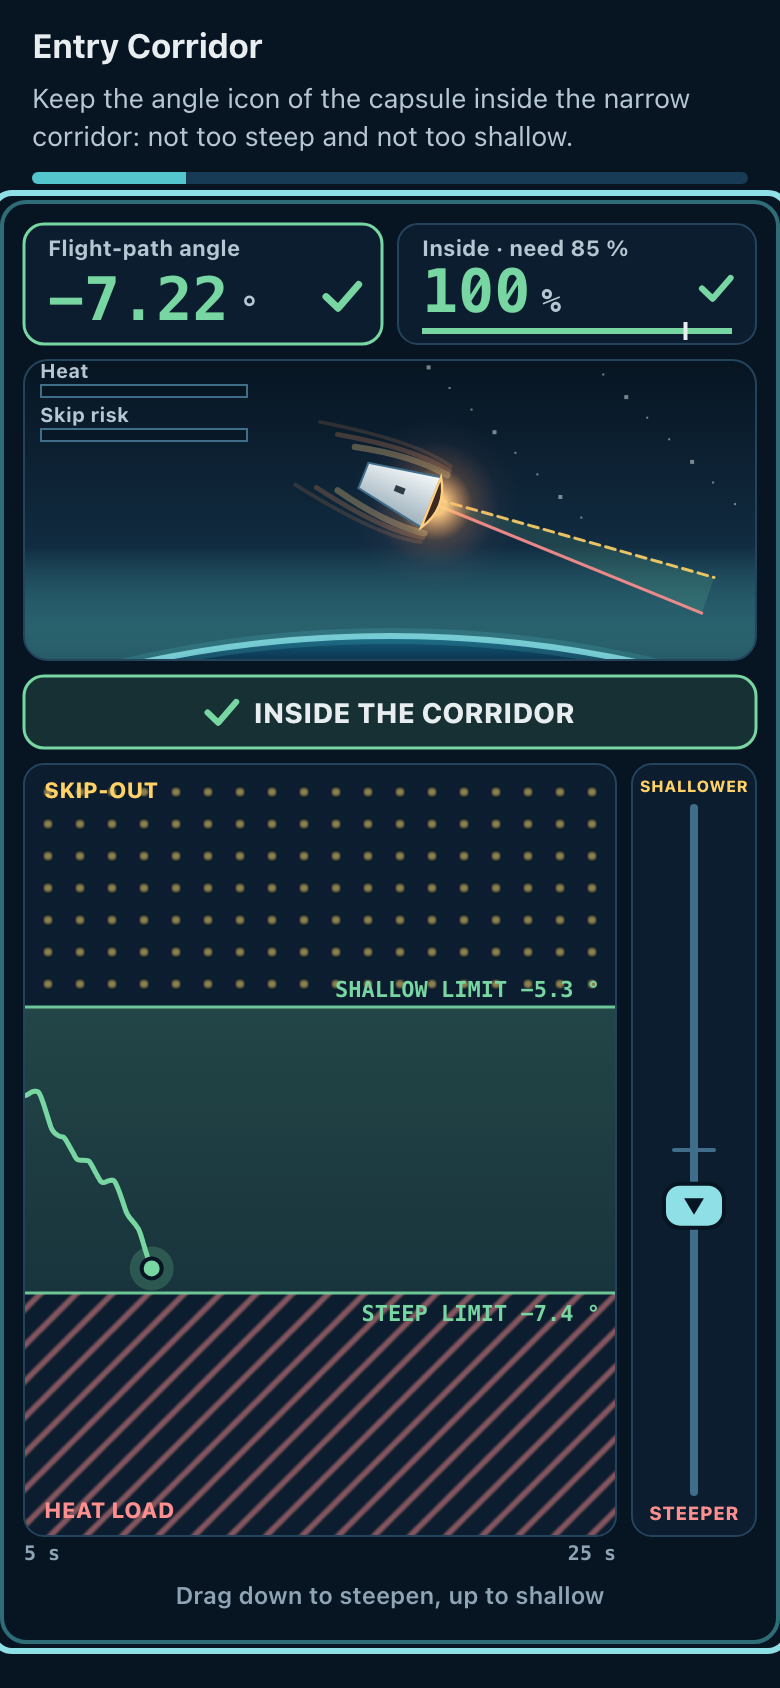 Entry Corridor
Keep the angle icon of the capsule inside the narrow
corridor: not too steep and not too shallow.
Flight-path angle
−7.22 °
Inside · need 85 %
100 %
Heat
Skip risk
INSIDE THE CORRIDOR
SKIP-OUT
SHALLOW LIMIT −5.3 °
STEEP LIMIT −7.4 °
HEAT LOAD
SHALLOWER
STEEPER
5 s
25 s
Drag down to steepen, up to shallow